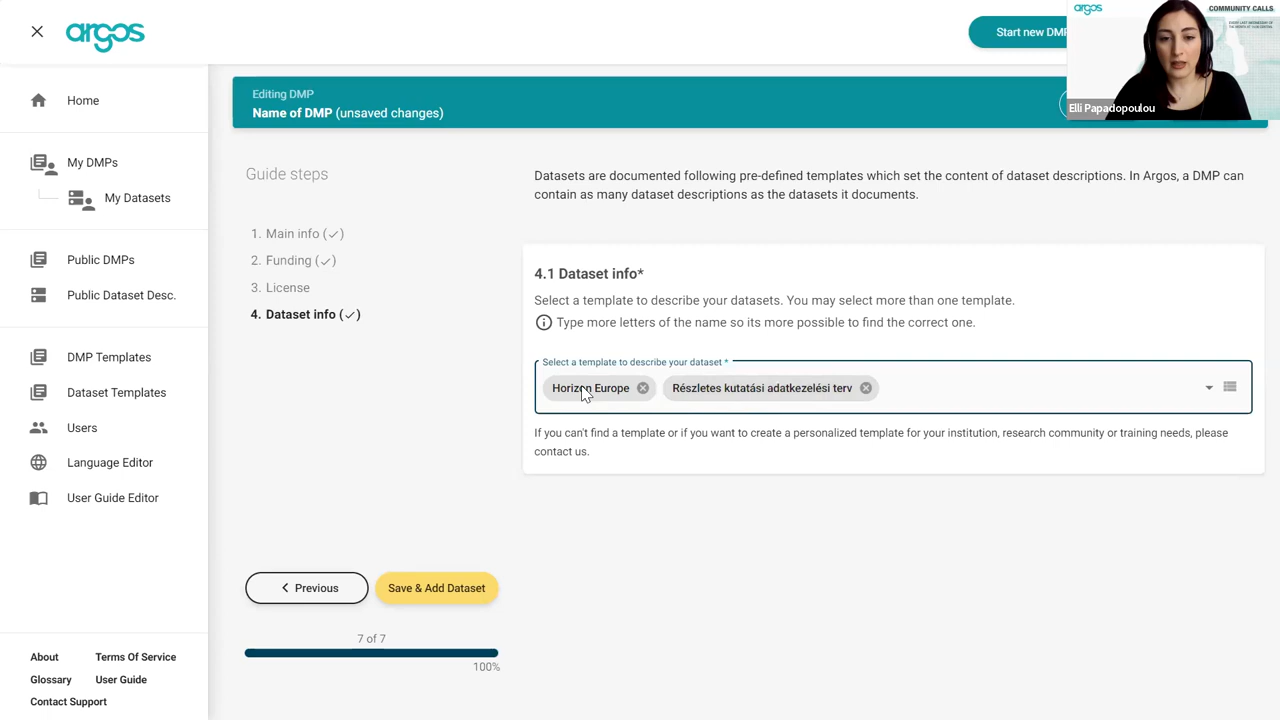 argos
Start new DMP
argos
COMMUNITY CALLS
Elli Papadopoulou
Home
My DMPs
My Datasets
Public DMPs
Public Dataset Desc.
DMP Templates
Dataset Templates
Users
Language Editor
User Guide Editor
About
Terms Of Service
Glossary
User Guide
Contact Support
Editing DMP
Name of DMP (unsaved changes)
Guide steps
1. Main info (✓)
2. Funding (✓)
3. License
4. Dataset info (✓)
Previous
Save & Add Dataset
7 of 7
100%
Datasets are documented following pre-defined templates which set the content of dataset descriptions. In Argos, a DMP can
contain as many dataset descriptions as the datasets it documents.
4.1 Dataset info*
Select a template to describe your datasets. You may select more than one template.
Type more letters of the name so its more possible to find the correct one.
Select a template to describe your dataset *
Horizon Europe
Részletes kutatási adatkezelési terv
If you can't find a template or if you want to create a personalized template for your institution, research community or training needs, please
contact us.